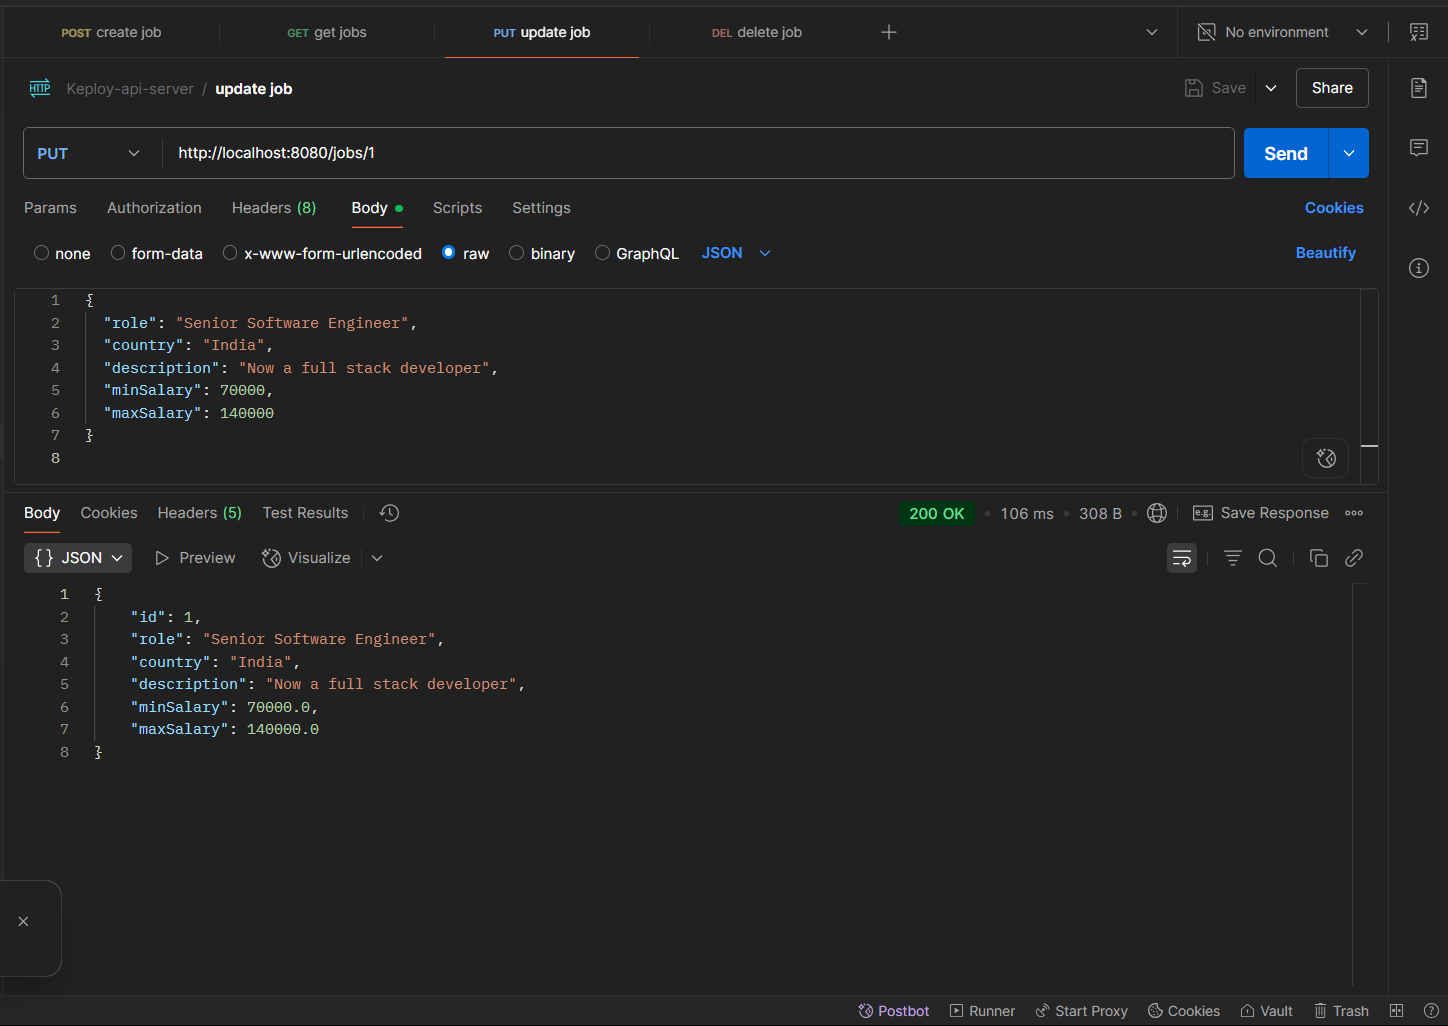 POST create job GET get jobs PUT update job DEL delete job No environment
HTTP Keploy-api-server / update job Save Share
PUT http://localhost:8080/jobs/1 Send
Params Authorization Headers (8) Body Scripts Settings Cookies
none form-data x-www-form-urlencoded raw binary GraphQL JSON Beautify
1 {
2 "role": "Senior Software Engineer",
3 "country": "India",
4 "description": "Now a full stack developer",
5 "minSalary": 70000,
6 "maxSalary": 140000
7 }
8
Body Cookies Headers (5) Test Results 200 OK 106 ms 308 B e.g. Save Response
{} JSON Preview Visualize
1 {
2 "id": 1,
3 "role": "Senior Software Engineer",
4 "country": "India",
5 "description": "Now a full stack developer",
6 "minSalary": 70000.0,
7 "maxSalary": 140000.0
8 }
Postbot Runner Start Proxy Cookies Vault Trash